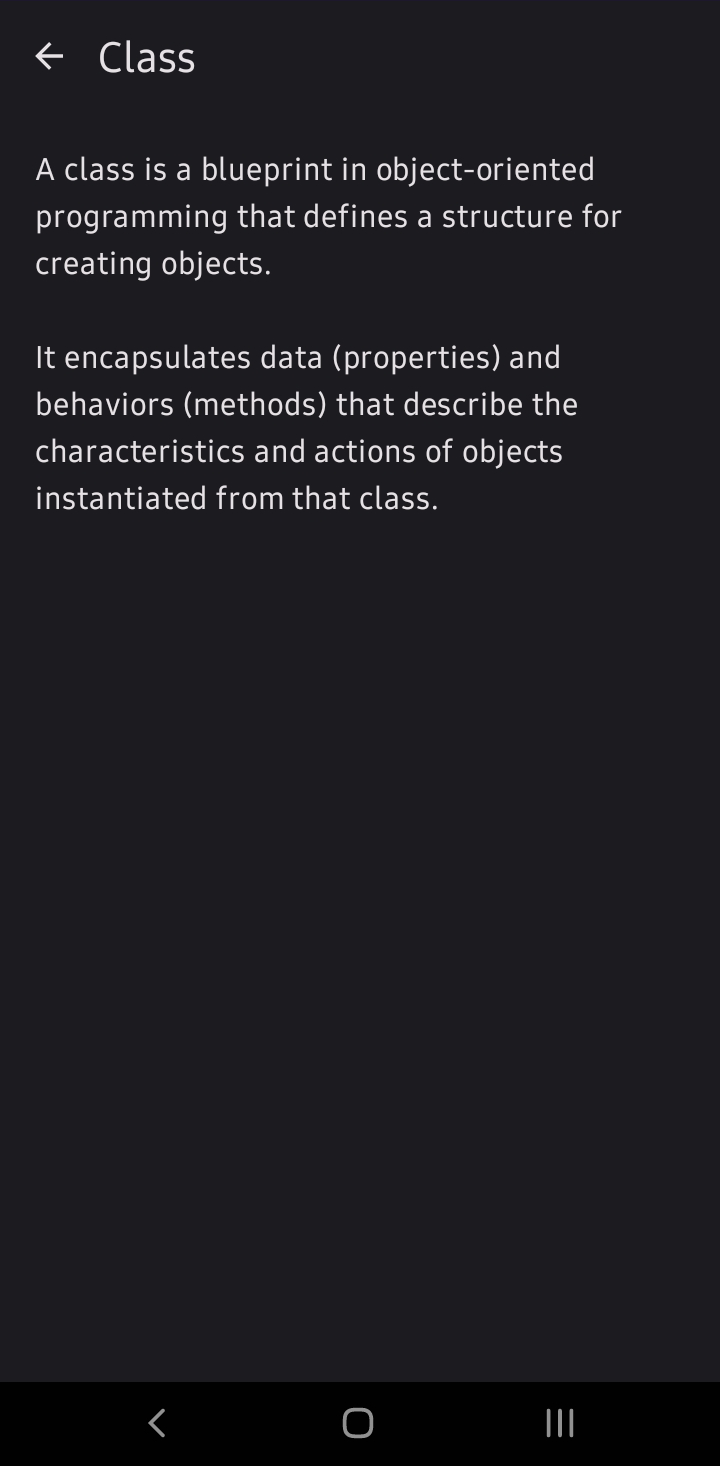 Class
A class is a blueprint in object-oriented
programming that defines a structure for
creating objects.
It encapsulates data (properties) and
behaviors (methods) that describe the
characteristics and actions of objects
instantiated from that class.